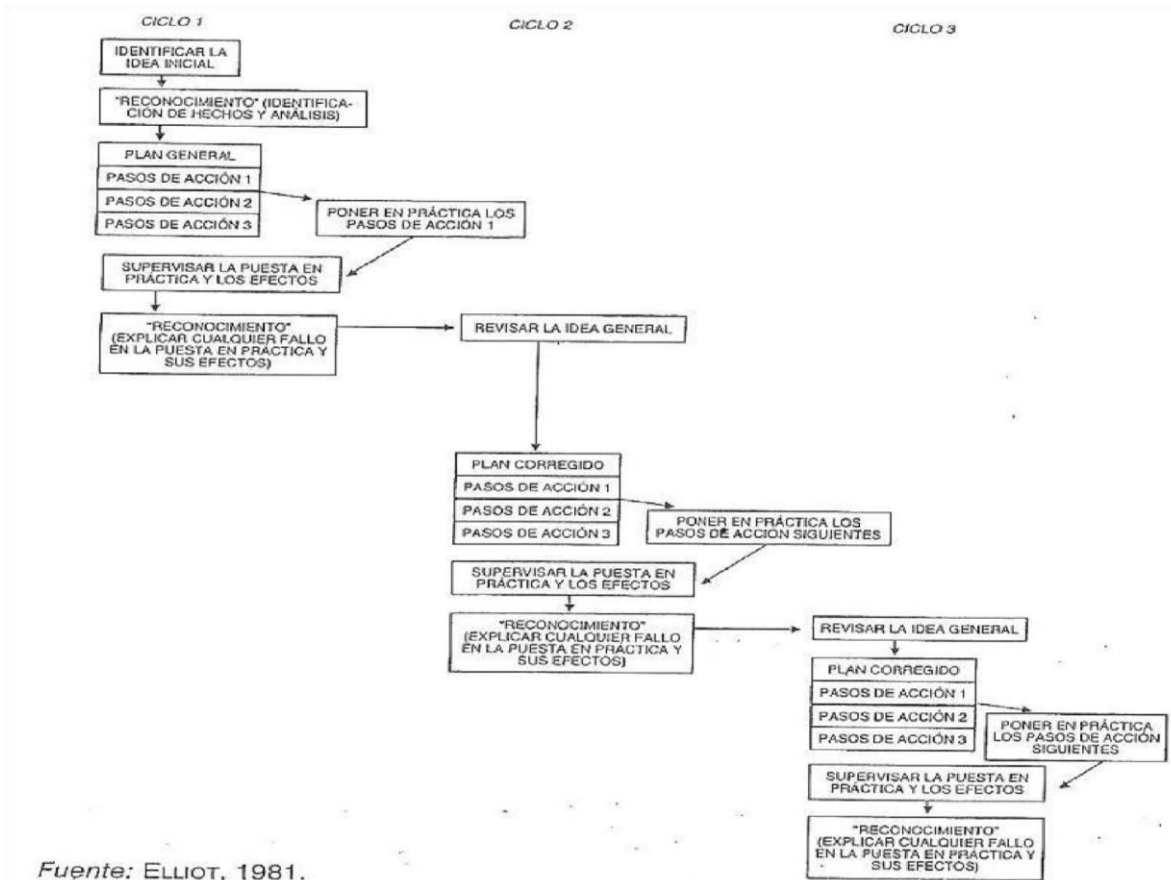 CICLO 1
CICLO 2
CICLO 3
IDENTIFICAR LA
IDEA INICIAL
"RECONOCIMIENTO" (IDENTIFICA-
CIÓN DE HECHOS Y ANÁLISIS)
PLAN GENERAL
PASOS DE ACCIÓN 1
PASOS DE ACCIÓN 2
PASOS DE ACCIÓN 3
PONER EN PRÁCTICA LOS
PASOS DE ACCIÓN 1
SUPERVISAR LA PUESTA EN
PRÁCTICA Y LOS EFECTOS
"RECONOCIMIENTO"
(EXPLICAR CUALQUIER FALLO
EN LA PUESTA EN PRÁCTICA Y
SUS EFECTOS)
REVISAR LA IDEA GENERAL
PLAN CORREGIDO
PASOS DE ACCIÓN 1
PASOS DE ACCIÓN 2
PASOS DE ACCIÓN 3
PONER EN PRÁCTICA LOS
PASOS DE ACCIÓN SIGUIENTES
SUPERVISAR LA PUESTA EN
PRÁCTICA Y LOS EFECTOS
"RECONOCIMIENTO"
(EXPLICAR CUALQUIER FALLO
EN LA PUESTA EN PRÁCTICA Y
SUS EFECTOS)
REVISAR LA IDEA GENERAL
PLAN CORREGIDO
PASOS DE ACCIÓN 1
PASOS DE ACCIÓN 2
PASOS DE ACCIÓN 3
PONER EN PRÁCTICA
LOS PASOS DE ACCIÓN
SIGUIENTES
SUPERVISAR LA PUESTA EN
PRÁCTICA Y LOS EFECTOS
"RECONOCIMIENTO"
(EXPLICAR CUALQUIER FALLO
EN LA PUESTA EN PRÁCTICA Y
SUS EFECTOS)
Fuente: ELLIOT, 1981.